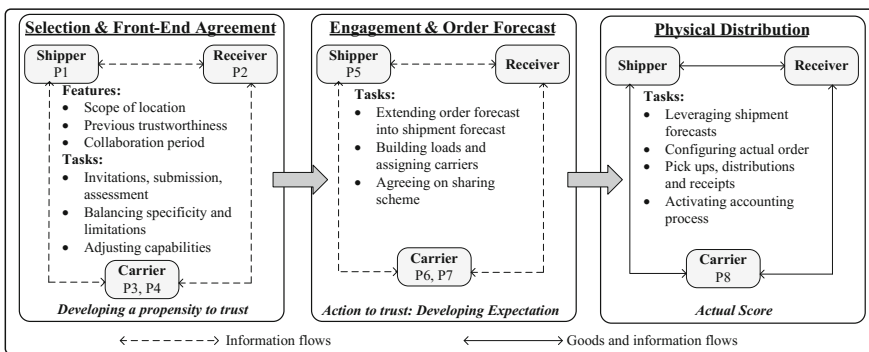 Selection & Front-End Agreement
Shipper
P1
Receiver
P2
Features:
• Scope of location
• Previous trustworthiness
• Collaboration period
Tasks:
• Invitations, submission,
assessment
• Balancing specificity and
limitations
• Adjusting capabilities
Carrier
P3, P4
Developing a propensity to trust
Engagement & Order Forecast
Shipper
P5
Receiver
Tasks:
• Extending order forecast
into shipment forecast
• Building loads and
assigning carriers
• Agreeing on sharing
scheme
Carrier
P6, P7
Action to trust: Developing Expectation
Physical Distribution
Shipper
Receiver
Tasks:
• Leveraging shipment
forecasts
• Configuring actual order
• Pick ups, distributions
and receipts
• Activating accounting
process
Carrier
P8
Actual Score
Information flows
Goods and information flows